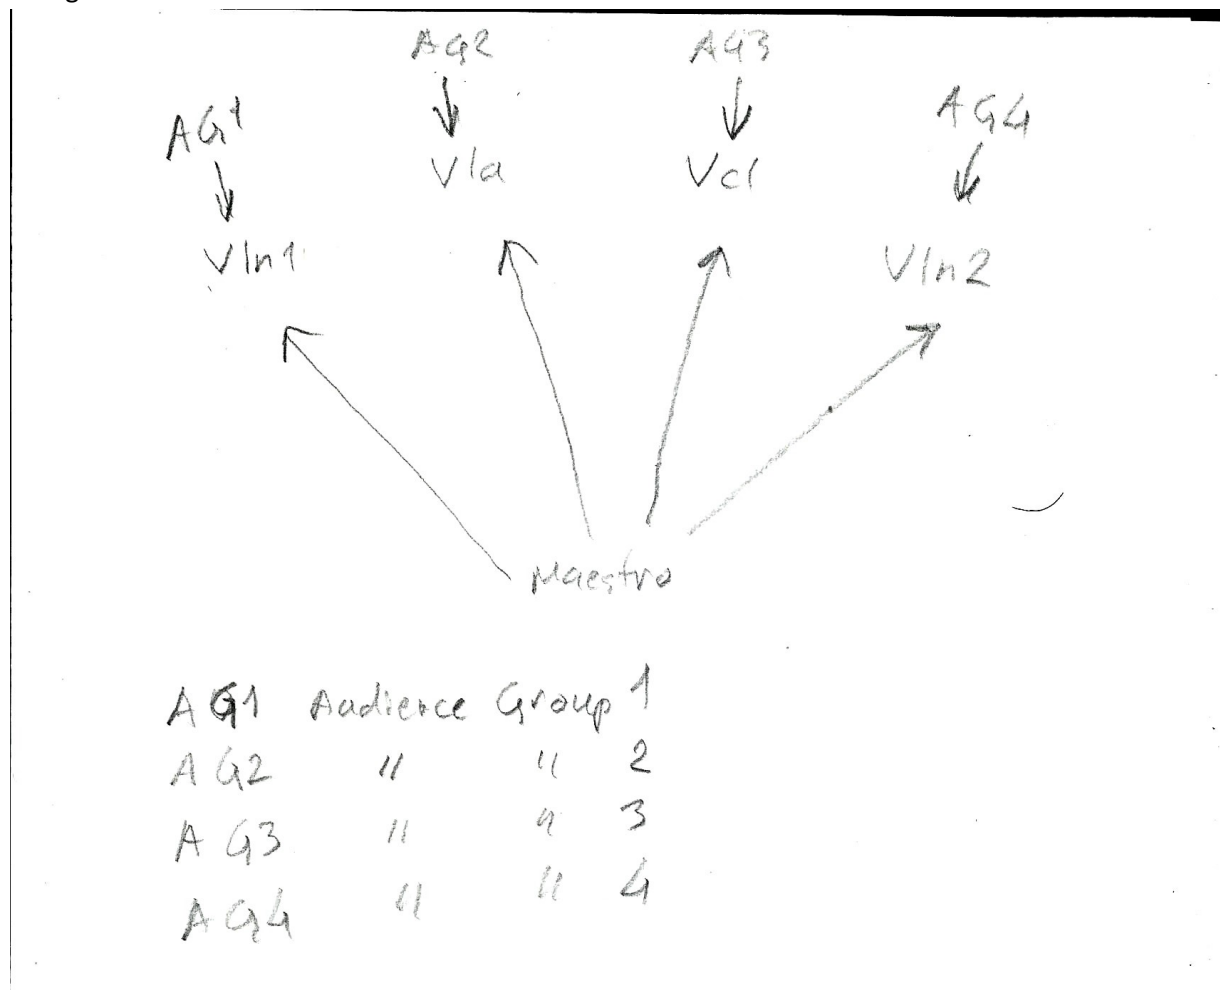 AG2 AG3
AG1 AG4
Vla Vcl
Vln1 Vln2
Maestro
AG1 Audience Group 1
AG2 " " 2
AG3 " " 3
AG4 " " 4